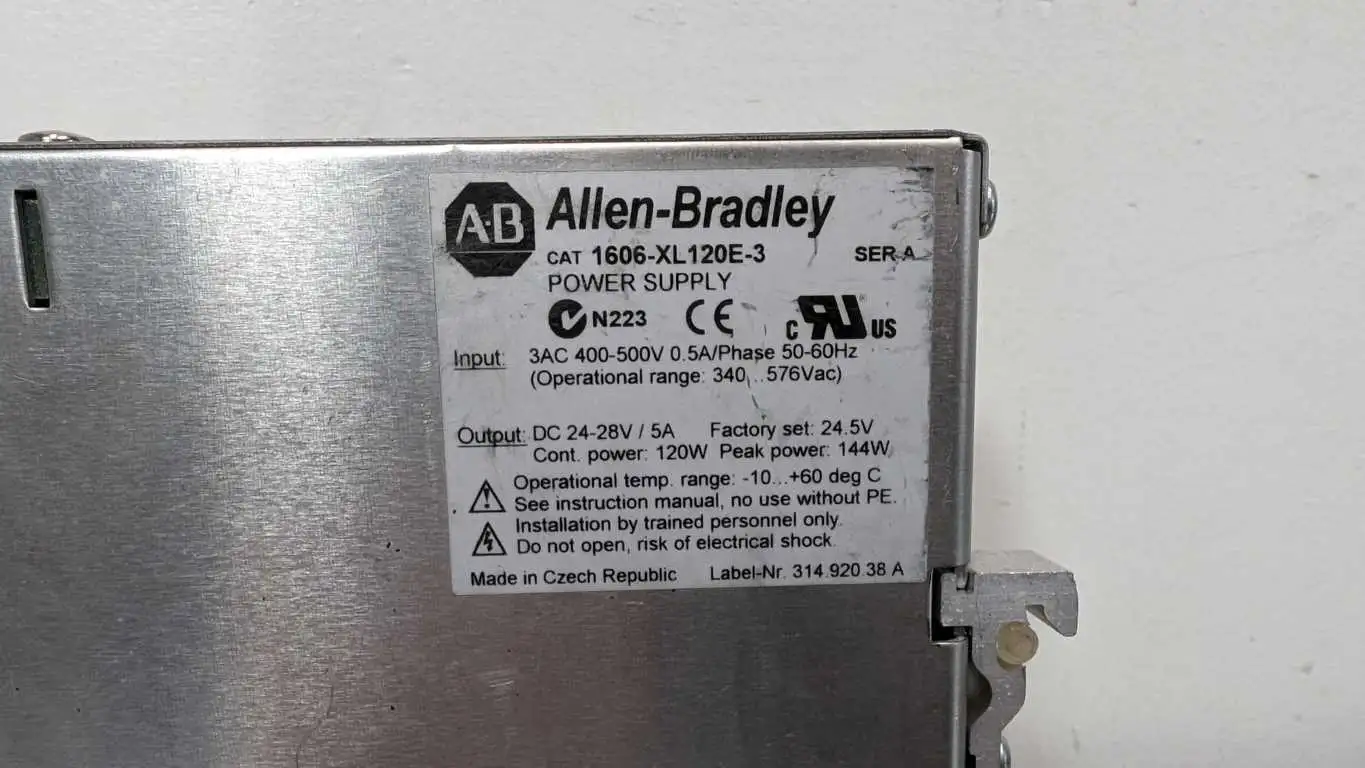 A-B Allen-Bradley
CAT 1606-XL120E-3 SER A
POWER SUPPLY
N223 CE C RU US
Input: 3AC 400-500V 0.5A/Phase 50-60Hz
(Operational range: 340...576Vac)
Output: DC 24-28V / 5A Factory set: 24.5V
Cont. power: 120W Peak power: 144W
Operational temp. range: -10...+60 deg C
See instruction manual, no use without PE.
Installation by trained personnel only.
Do not open, risk of electrical shock.
Made in Czech Republic Label-Nr. 314.920.38 A